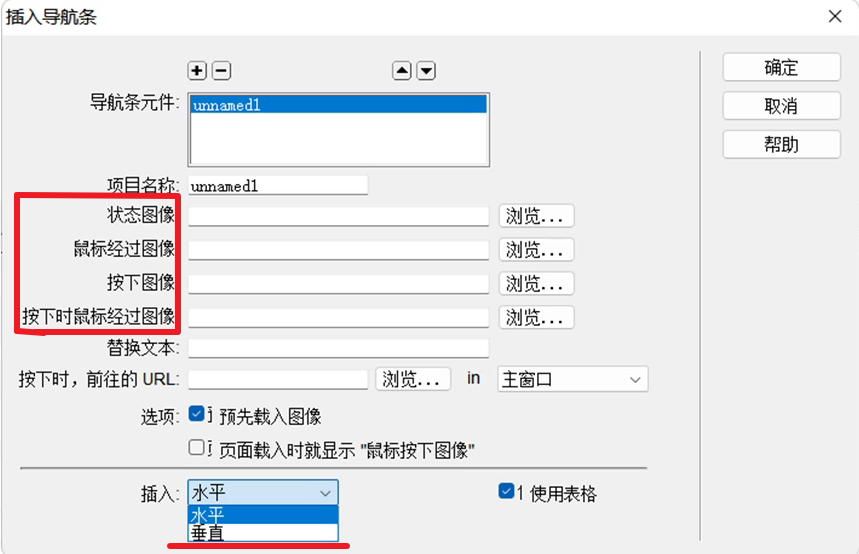 插入导航条
导航条元件: unnamed1
确定
取消
帮助
项目名称: unnamed1
状态图像 浏览...
鼠标经过图像 浏览...
按下图像 浏览...
按下时鼠标经过图像 浏览...
替换文本:
按下时，前往的 URL: 浏览... in 主窗口
选项: 预先载入图像
页面载入时就显示 "鼠标按下图像"
插入: 水平 使用表格
水平
垂直